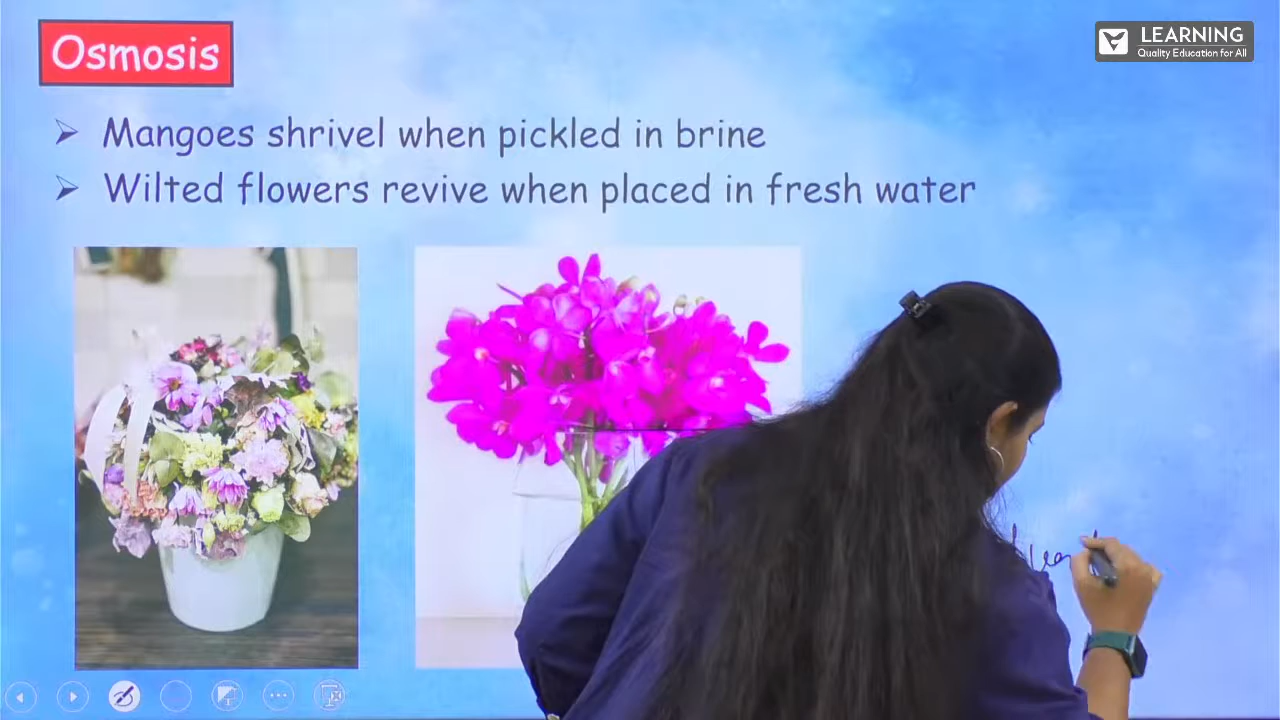 Osmosis
LEARNING
Quality Education for All
➢ Mangoes shrivel when pickled in brine
➢ Wilted flowers revive when placed in fresh water